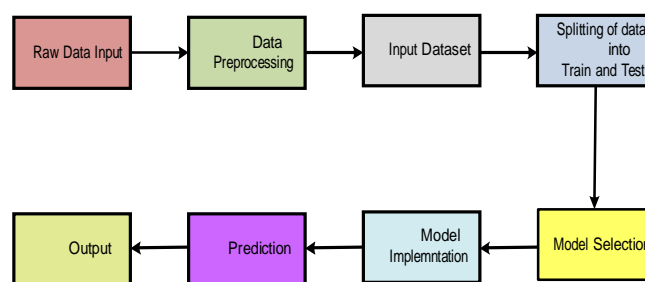 Raw Data Input
Data
Preprocessing
Input Dataset
Splitting of data
into
Train and Test
Model Selection
Model
Implemntation
Prediction
Output